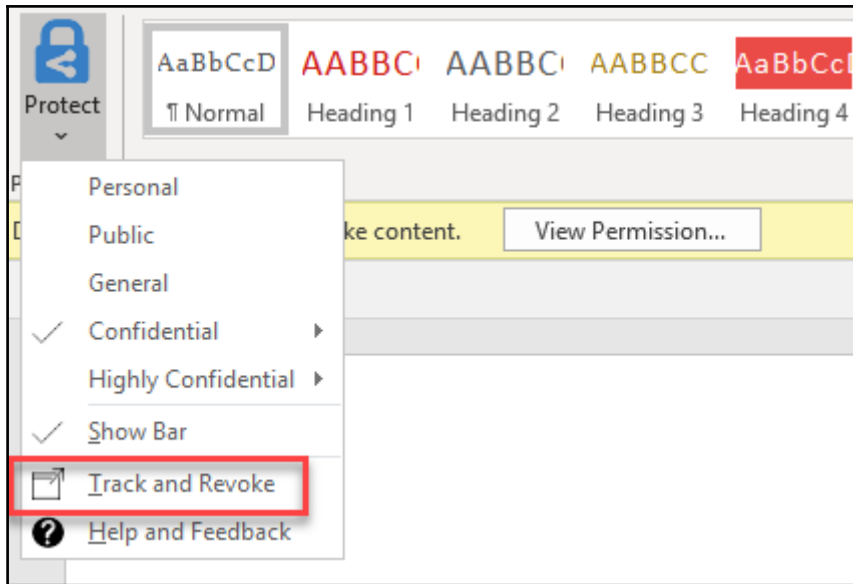 Protect
AaBbCcD AABBC AABBC AABBCC AaBbCc
¶ Normal Heading 1 Heading 2 Heading 3 Heading 4
Personal
Public
ke content. View Permission...
General
Confidential
Highly Confidential
Show Bar
Track and Revoke
Help and Feedback